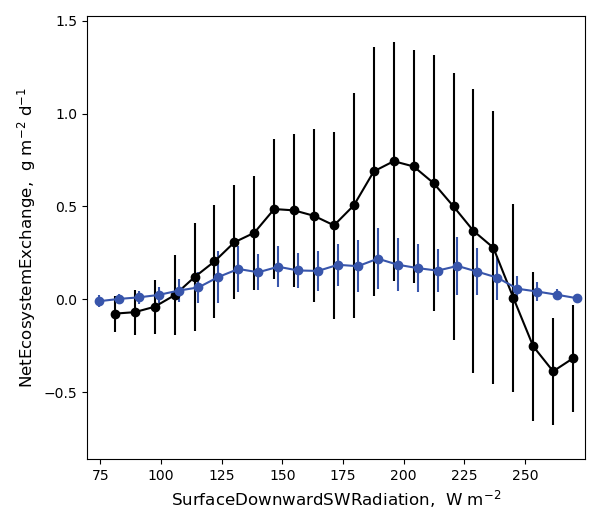 1.5
1.0
0.5
0.0
−0.5
NetEcosystemExchange,  g m⁻² d⁻¹
75 100 125 150 175 200 225 250
SurfaceDownwardSWRadiation,  W m⁻²